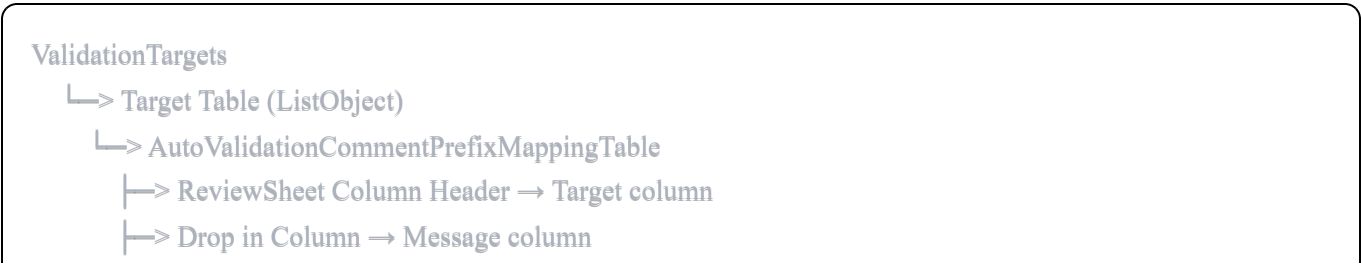 ValidationTargets
└─> Target Table (ListObject)
└─> AutoValidationCommentPrefixMappingTable
├─> ReviewSheet Column Header → Target column
├─> Drop in Column → Message column